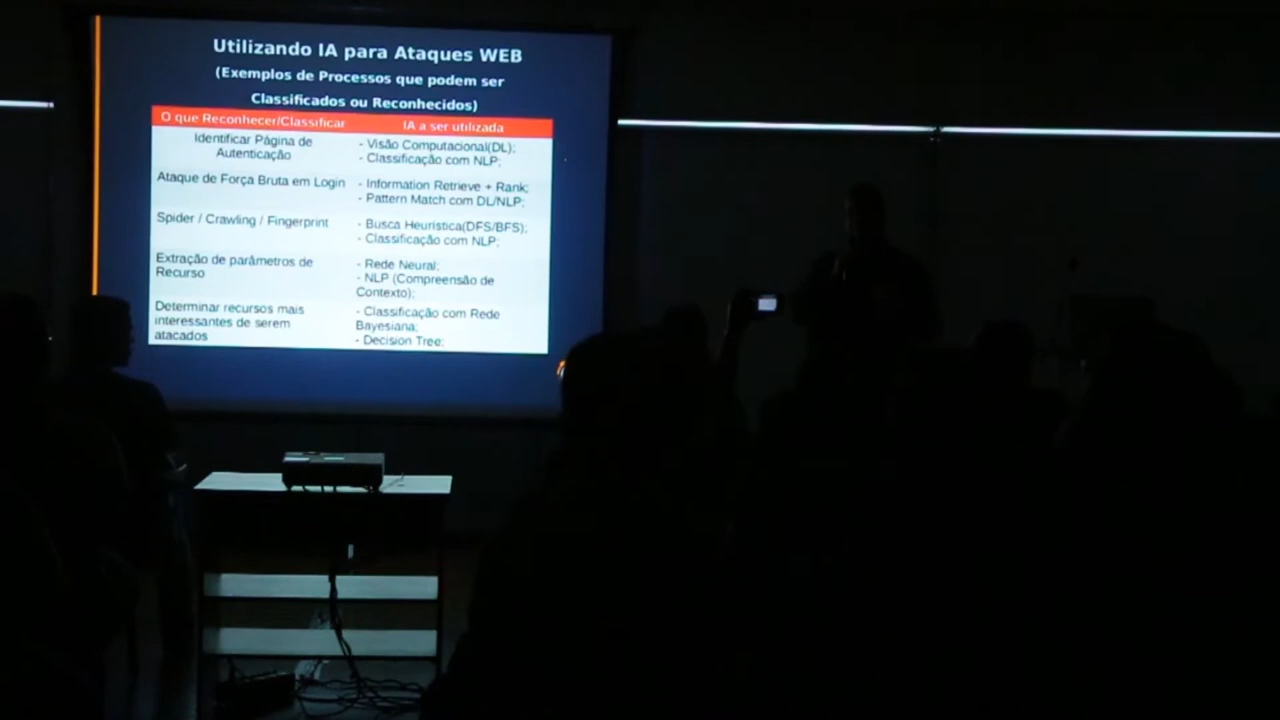 Utilizando IA para Ataques WEB
(Exemplos de Processos que podem ser
Classificados ou Reconhecidos)
O que Reconhecer/Classificar IA a ser utilizada
Identificar Página de
Autenticação
- Visão Computacional(DL);
- Classificação com NLP;
Ataque de Força Bruta em Login
- Information Retrieve + Rank;
- Pattern Match com DL/NLP;
Spider / Crawling / Fingerprint
- Busca Heurística(DFS/BFS);
- Classificação com NLP;
Extração de parâmetros de
Recurso
- Rede Neural;
- NLP (Compreensão de
Contexto);
Determinar recursos mais
interessantes de serem
atacados
- Classificação com Rede
Bayesiana;
- Decision Tree;